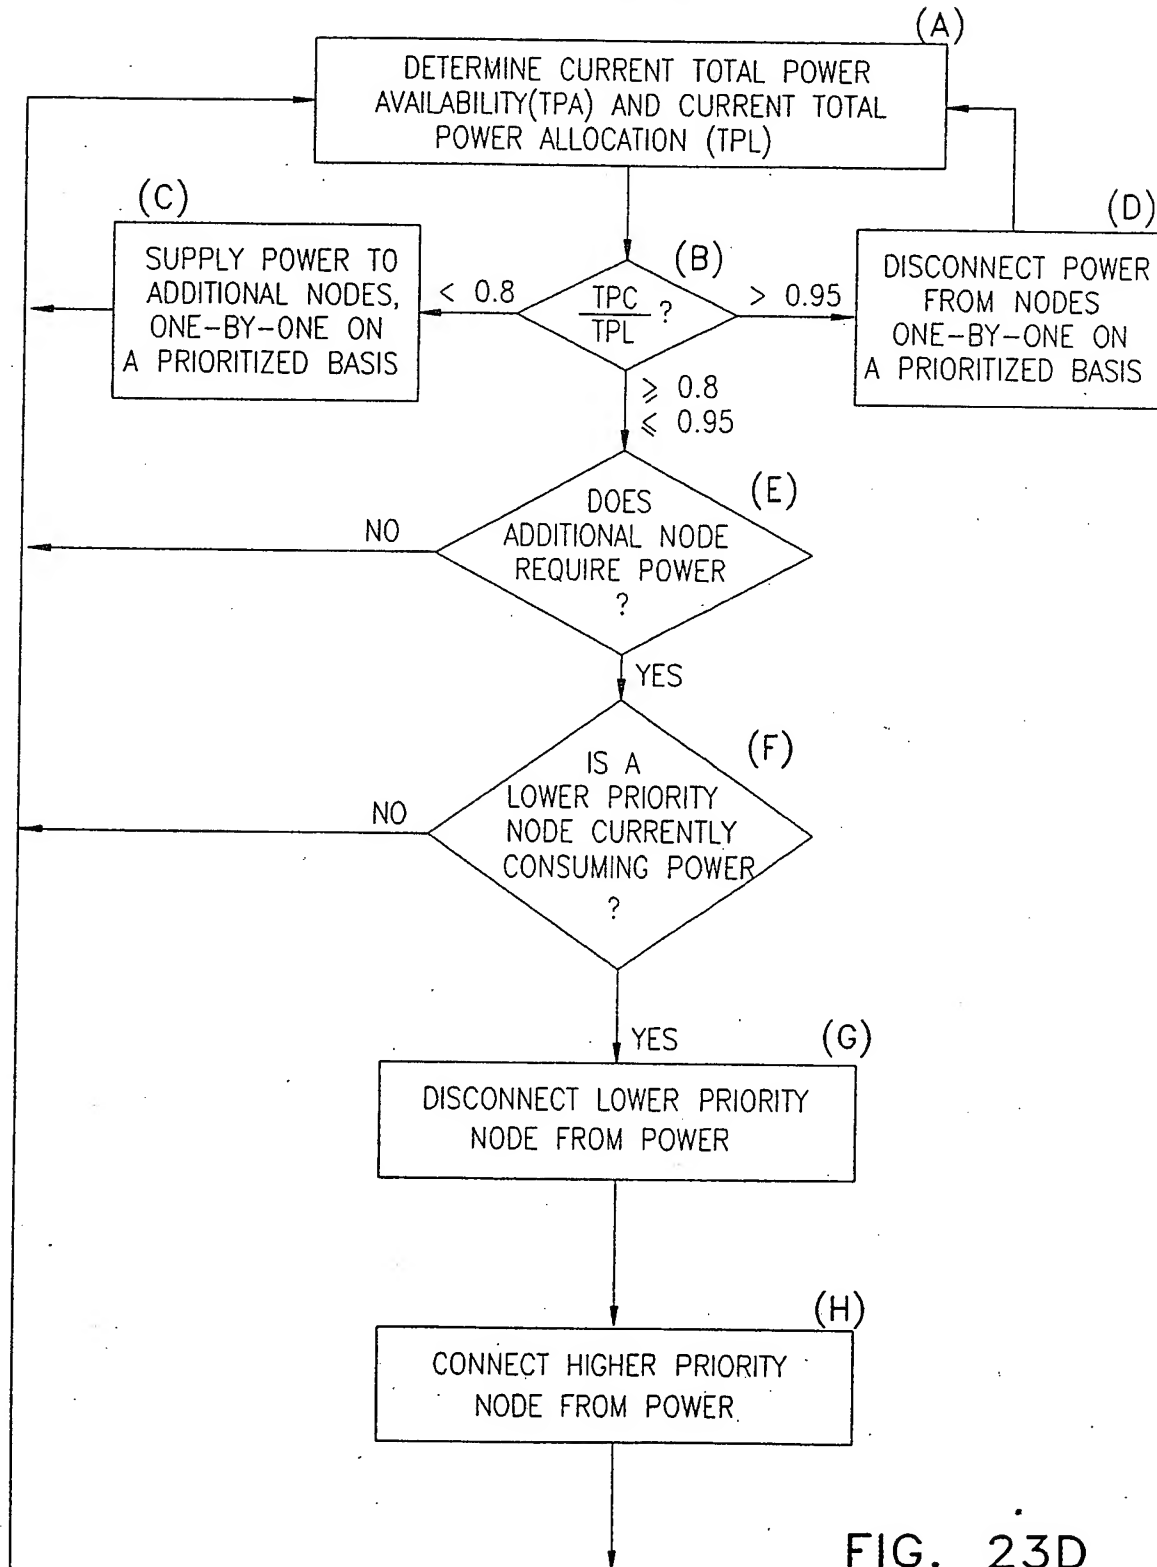 (A)
DETERMINE CURRENT TOTAL POWER
AVAILABILITY(TPA) AND CURRENT TOTAL
POWER ALLOCATION (TPL)
(C)
SUPPLY POWER TO
ADDITIONAL NODES,
ONE-BY-ONE ON
A PRIORITIZED BASIS
< 0.8
(B)
TPC
TPL
?
> 0.95
(D)
DISCONNECT POWER
FROM NODES
ONE-BY-ONE ON
A PRIORITIZED BASIS
⩾ 0.8
⩽ 0.95
(E)
DOES
ADDITIONAL NODE
REQUIRE POWER
?
NO
YES
(F)
IS A
LOWER PRIORITY
NODE CURRENTLY
CONSUMING POWER
?
NO
YES
(G)
DISCONNECT LOWER PRIORITY
NODE FROM POWER
(H)
CONNECT HIGHER PRIORITY
NODE FROM POWER
FIG. 23D